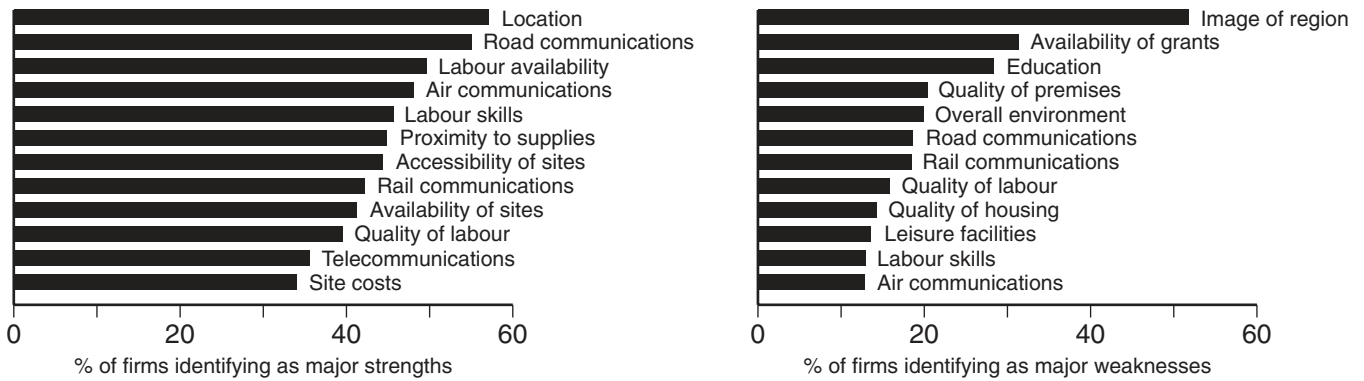 Location
Road communications
Labour availability
Air communications
Labour skills
Proximity to supplies
Accessibility of sites
Rail communications
Availability of sites
Quality of labour
Telecommunications
Site costs
0 20 40 60
% of firms identifying as major strengths
Image of region
Availability of grants
Education
Quality of premises
Overall environment
Road communications
Rail communications
Quality of labour
Quality of housing
Leisure facilities
Labour skills
Air communications
0 20 40 60
% of firms identifying as major weaknesses